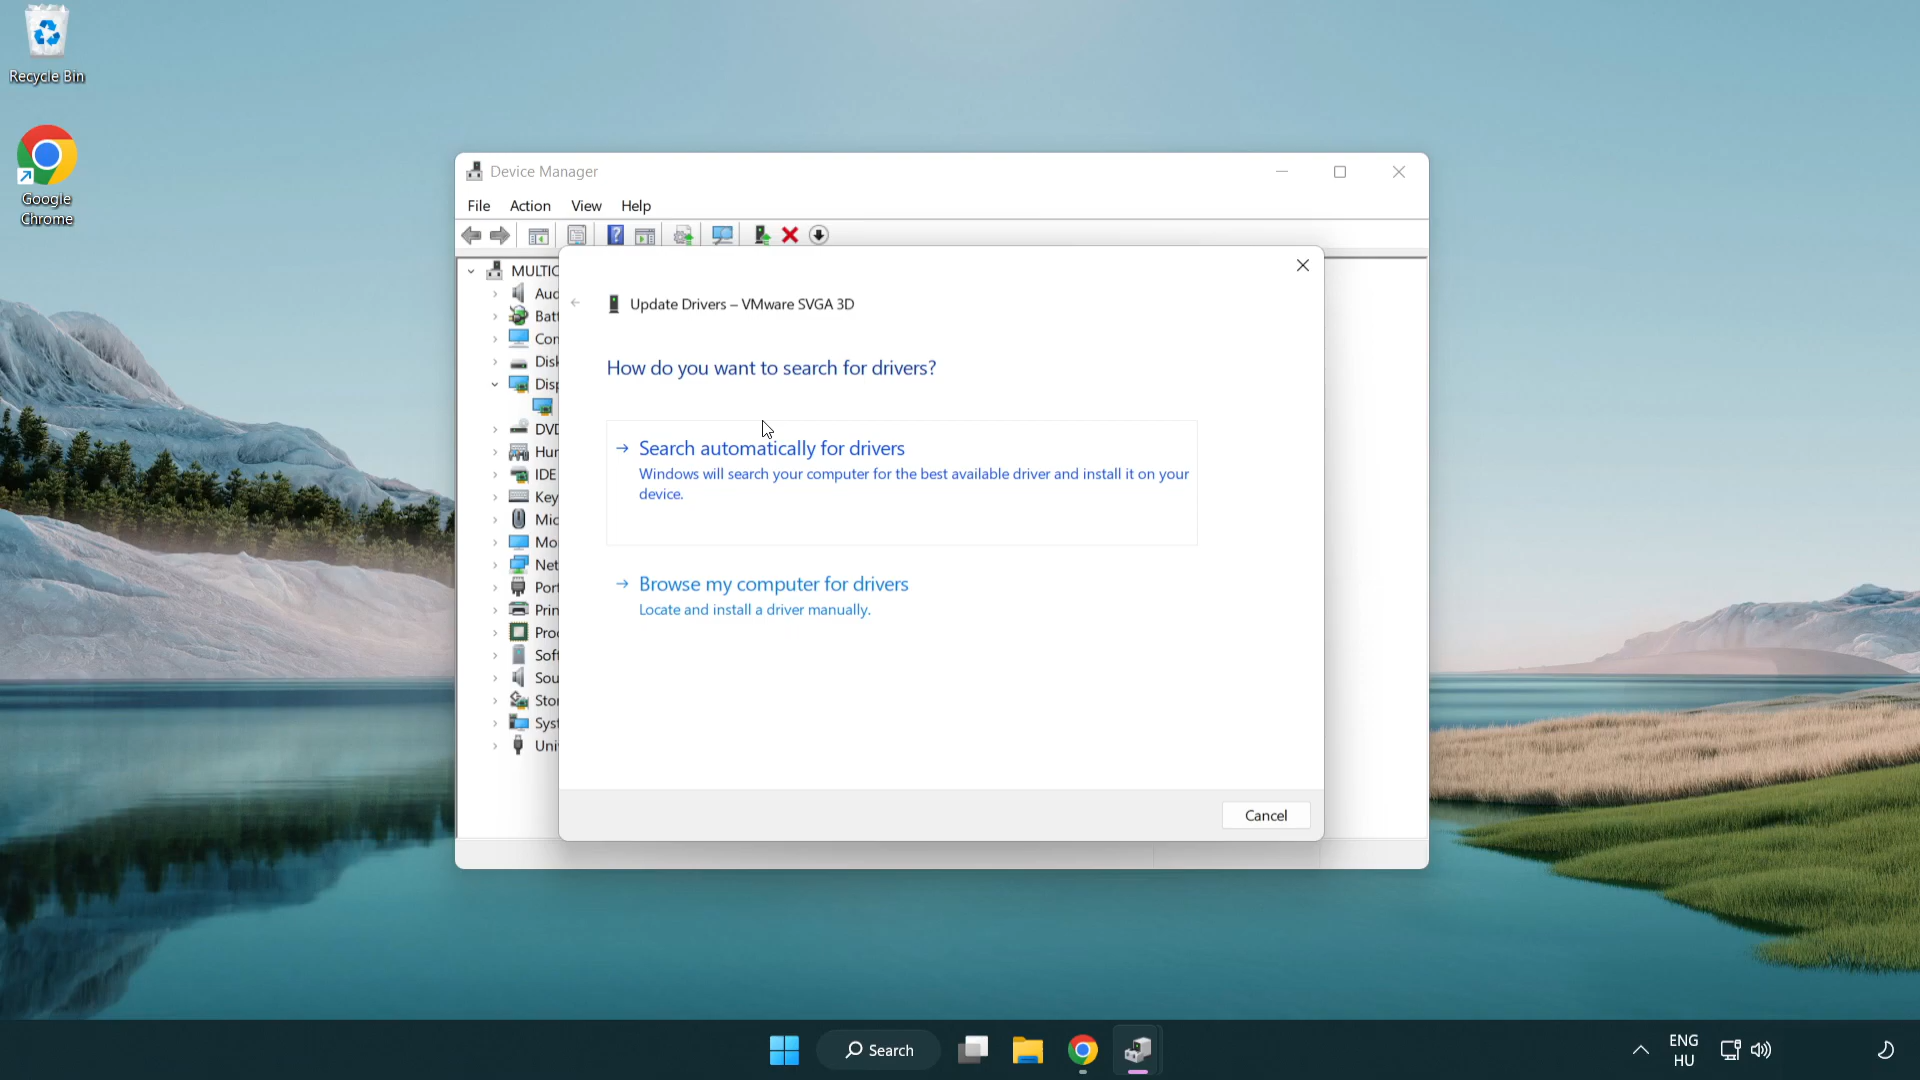 Recycle Bin
Google
Chrome
Device Manager
File Action View Help
MULTIC
Update Drivers – VMware SVGA 3D
How do you want to search for drivers?
Search automatically for drivers
Windows will search your computer for the best available driver and install it on your
device.
Browse my computer for drivers
Locate and install a driver manually.
Cancel
Aud
Batt
Con
Disk
Disp
DVD
Hur
IDE
Key
Mic
Mo
Net
Port
Prin
Proc
Soft
Sou
Stor
Syst
Uni
Search
ENG
HU